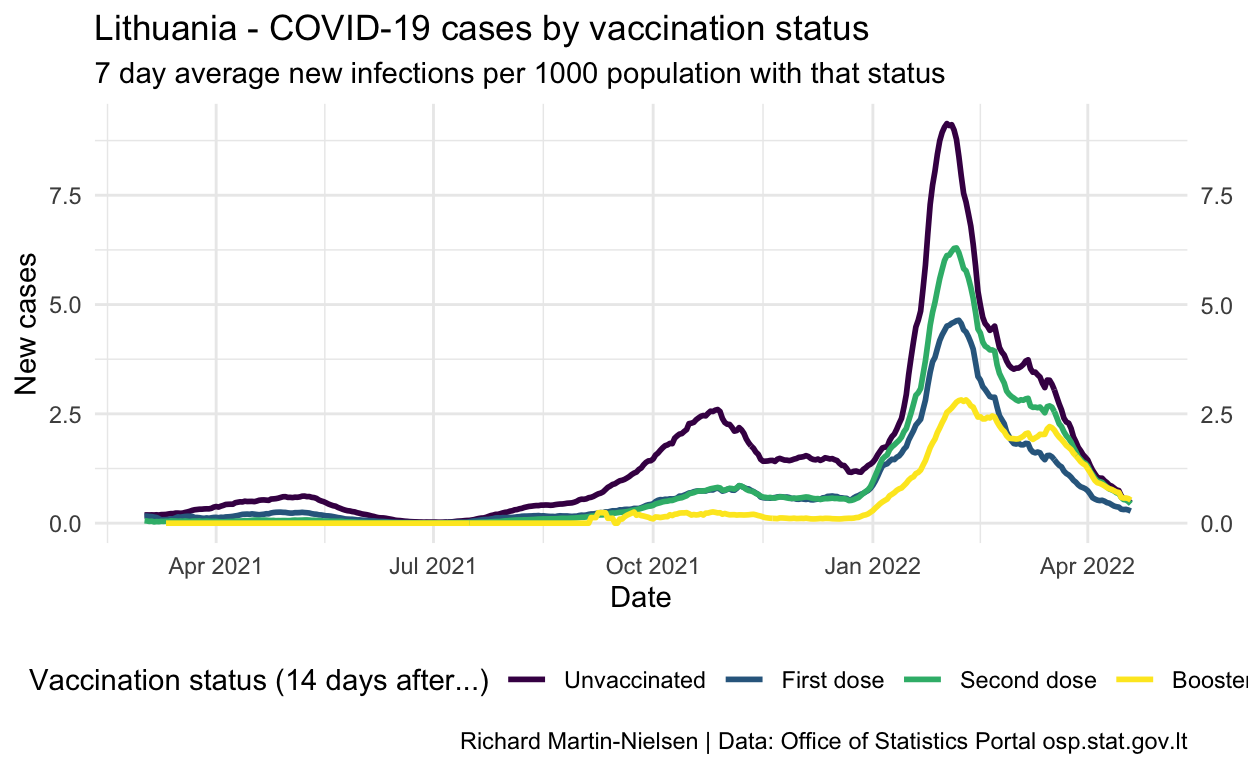 Lithuania - COVID-19 cases by vaccination status
7 day average new infections per 1000 population with that status
New cases
7.5
5.0
2.5
0.0
7.5
5.0
2.5
0.0
Apr 2021 Jul 2021 Oct 2021 Jan 2022 Apr 2022
Date
Vaccination status (14 days after...) Unvaccinated First dose Second dose Booster
Richard Martin-Nielsen | Data: Office of Statistics Portal osp.stat.gov.lt